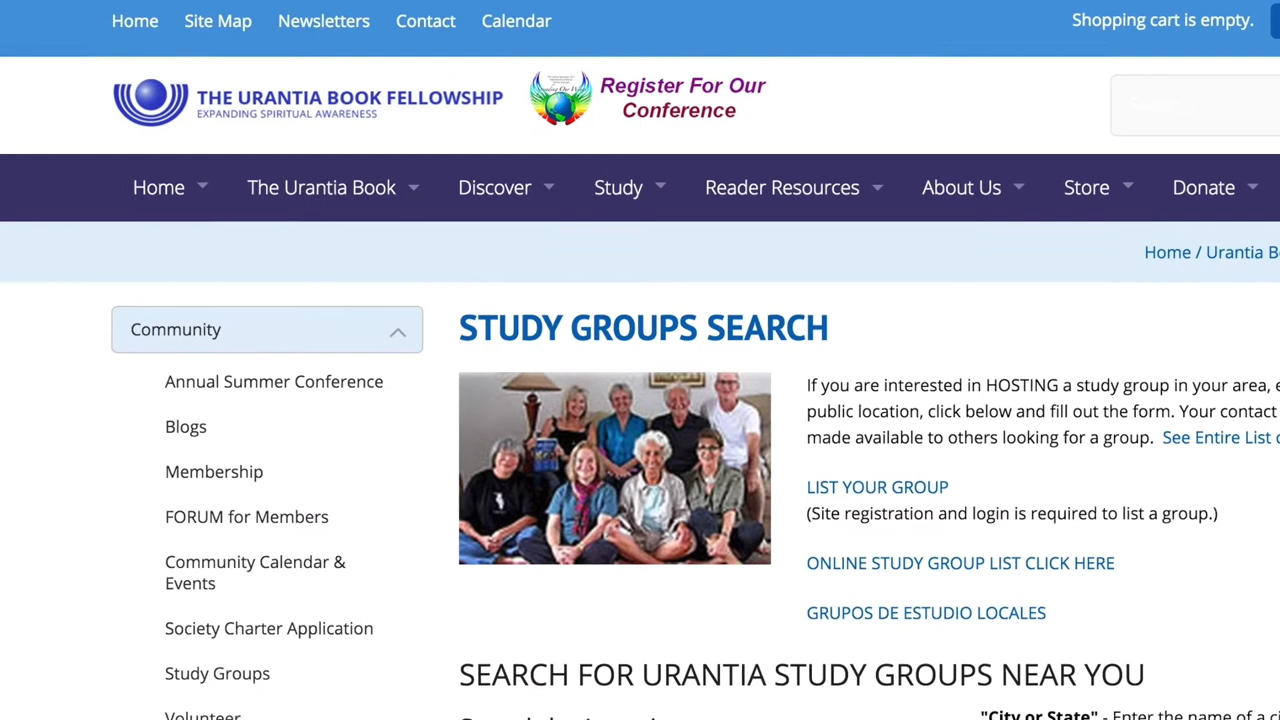 Home Site Map Newsletters Contact Calendar
Shopping cart is empty.
THE URANTIA BOOK FELLOWSHIP
EXPANDING SPIRITUAL AWARENESS
Register For Our
Conference
Home The Urantia Book Discover Study Reader Resources About Us Store Donate
Home / Urantia B
Community
Annual Summer Conference
Blogs
Membership
FORUM for Members
Community Calendar &
Events
Society Charter Application
Study Groups
Volunteer
STUDY GROUPS SEARCH
If you are interested in HOSTING a study group in your area, e
public location, click below and fill out the form. Your contact
made available to others looking for a group. See Entire List
LIST YOUR GROUP
(Site registration and login is required to list a group.)
ONLINE STUDY GROUP LIST CLICK HERE
GRUPOS DE ESTUDIO LOCALES
SEARCH FOR URANTIA STUDY GROUPS NEAR YOU
"City or State" - Enter the name of a